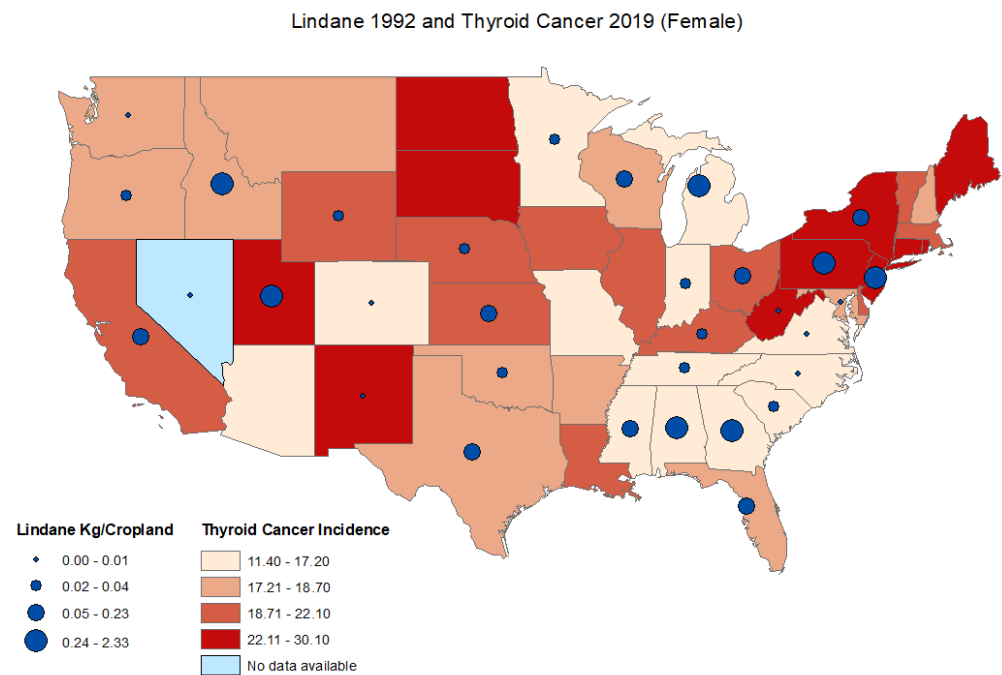 Lindane 1992 and Thyroid Cancer 2019 (Female)
Lindane Kg/Cropland
0.00 - 0.01
0.02 - 0.04
0.05 - 0.23
0.24 - 2.33
Thyroid Cancer Incidence
11.40 - 17.20
17.21 - 18.70
18.71 - 22.10
22.11 - 30.10
No data available